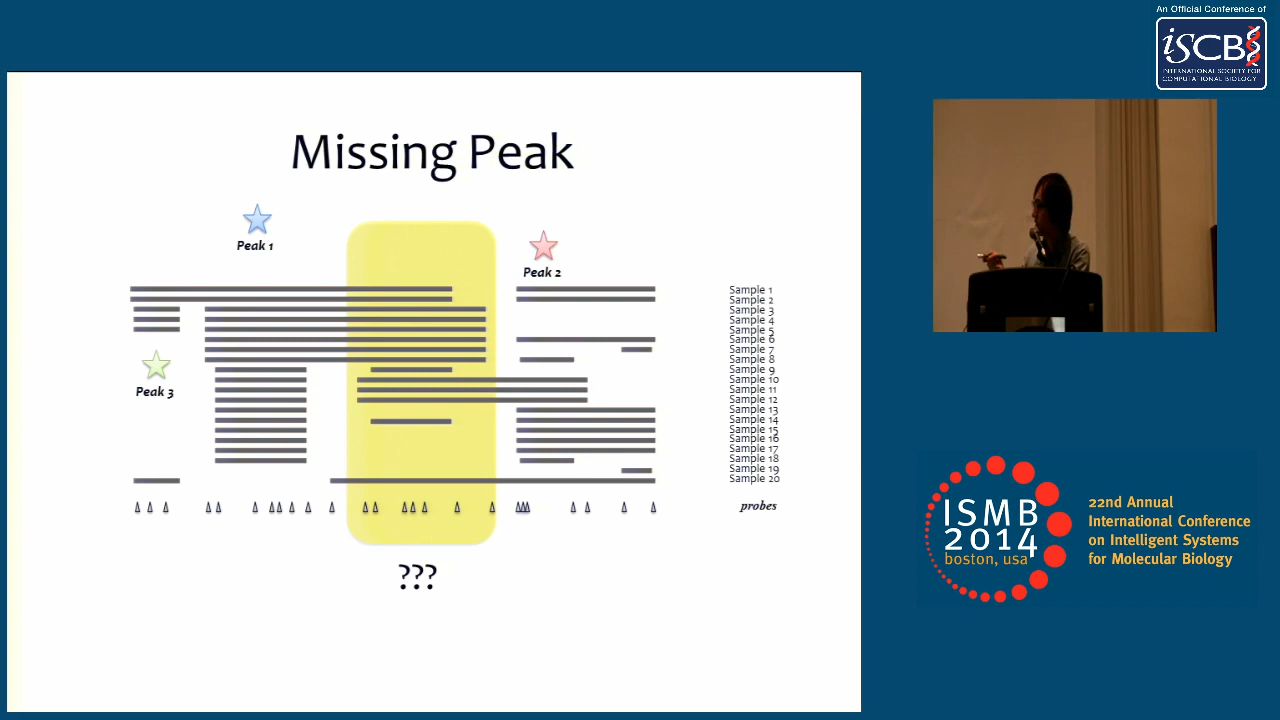 An Official Conference of
iSCB
INTERNATIONAL SOCIETY FOR
COMPUTATIONAL BIOLOGY
Missing Peak
Peak 1
Peak 2
Sample 1
Sample 2
Sample 3
Sample 4
Sample 5
Sample 6
Sample 7
Sample 8
Peak 3
Sample 9
Sample 10
Sample 11
Sample 12
Sample 13
Sample 14
Sample 15
Sample 16
Sample 17
Sample 18
Sample 19
Sample 20
probes
???
ISMB
2014
boston, usa
22nd Annual
International Conference
on Intelligent Systems
for Molecular Biology